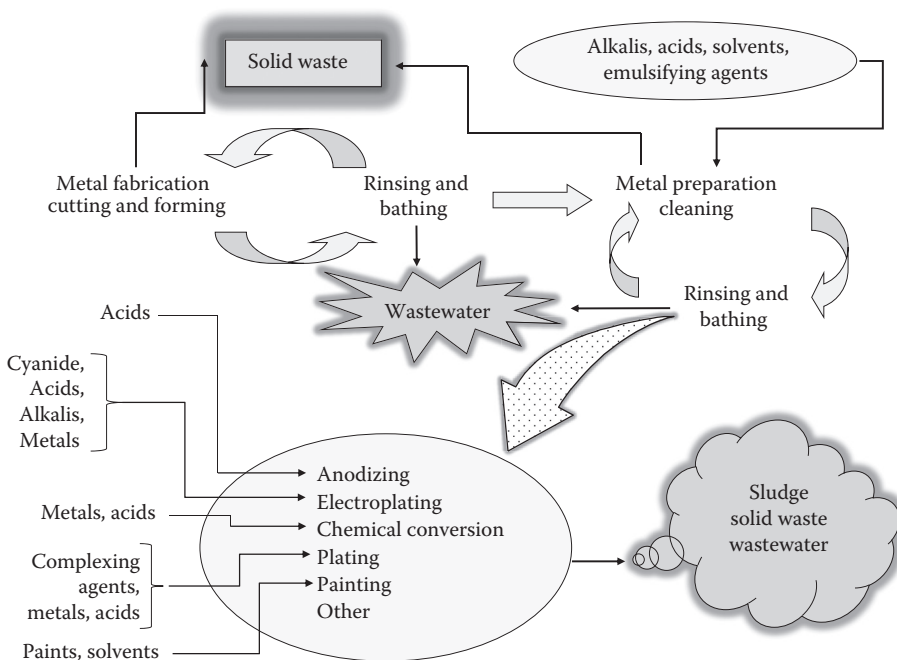 Solid waste
Alkalis, acids, solvents,
emulsifying agents
Metal fabrication
cutting and forming
Rinsing and
bathing
Metal preparation
cleaning
Wastewater
Rinsing and
bathing
Acids
Cyanide,
Acids,
Alkalis,
Metals
Metals, acids
Complexing
agents,
metals, acids
Paints, solvents
Anodizing
Electroplating
Chemical conversion
Plating
Painting
Other
Sludge
solid waste
wastewater